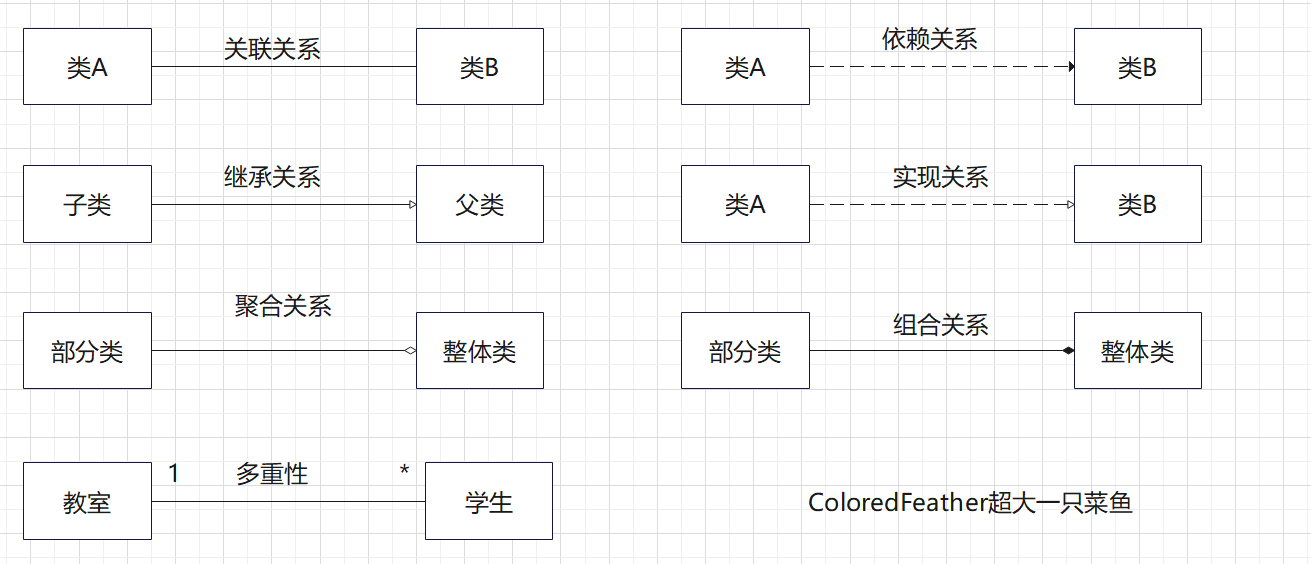 关联关系
类A
类B
依赖关系
类A
类B
继承关系
子类
父类
实现关系
类A
类B
聚合关系
部分类
整体类
组合关系
部分类
整体类
1
多重性
*
教室
学生
ColoredFeather超大一只菜鱼